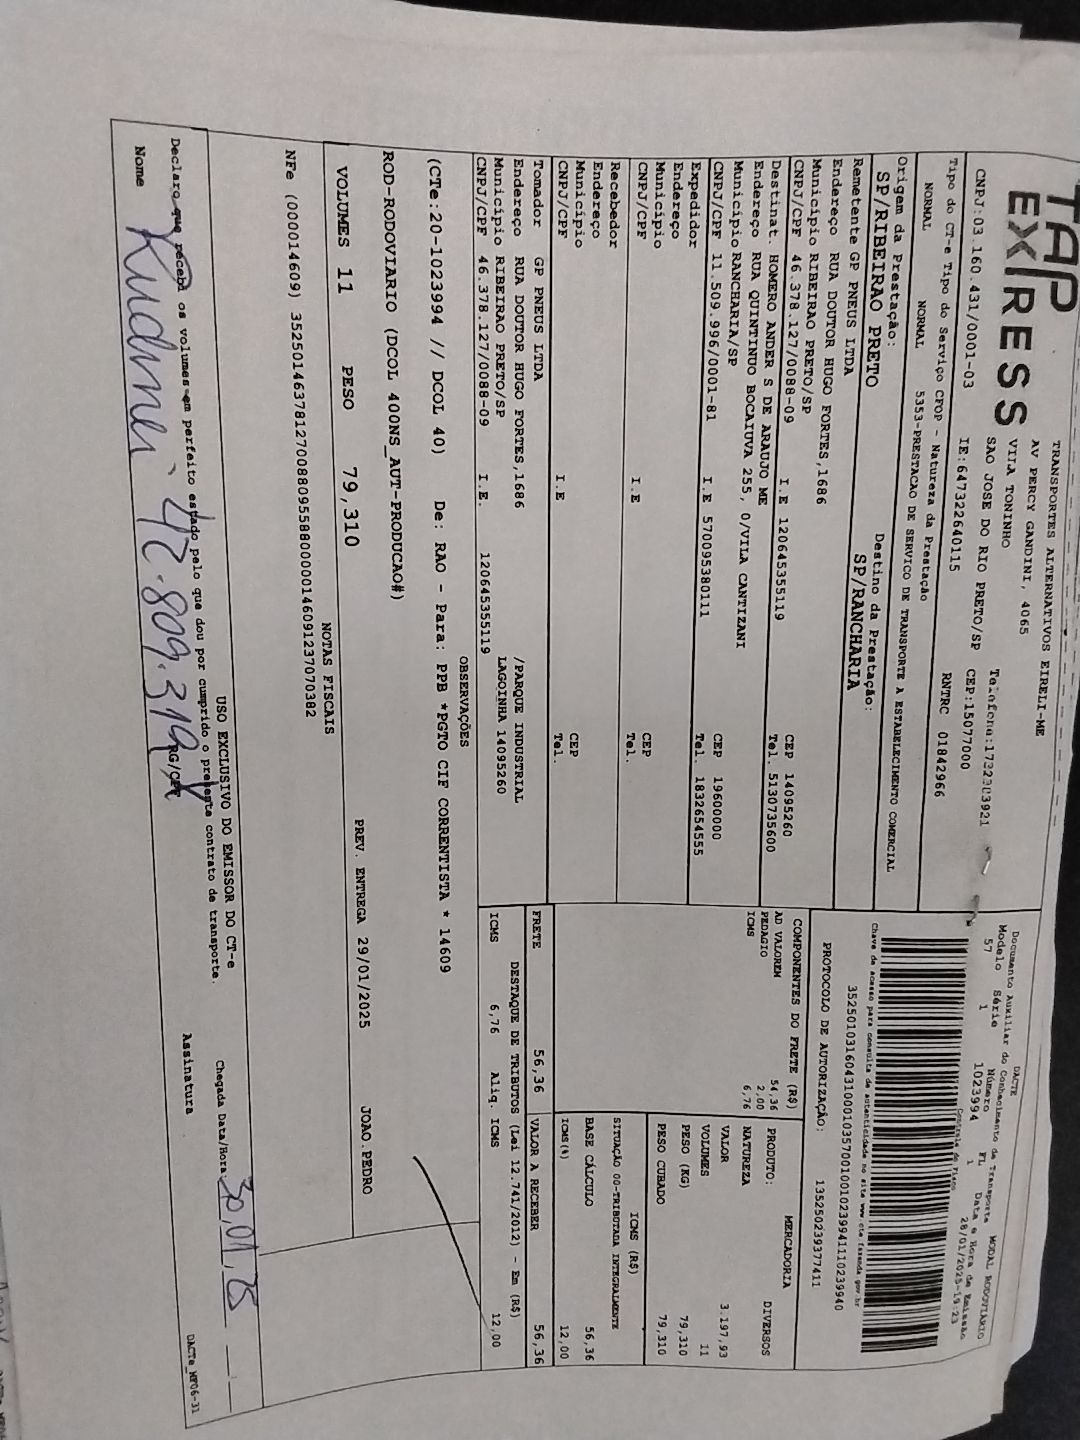 TAP
EXPRESS
TRANSPORTES ALTERNATIVOS EIRELI-ME
AV PERCY GANDINI, 4065
VILA TONINHO
SAO JOSE DO RIO PRETO/SP CEP:15077000
CNPJ:03.160.431/0001-03 IE:647322640115
DACTE
Documento Auxiliar do Conhecimento de Transporte MODAL RODOVIARIO
Modelo Série Número FL Data e Hora de Emissão
57 1 1023994 1 28/01/2025-19:23
Controle do Fisco
Tipo do CT-e Tipo do Serviço CFOP - Natureza da Prestação RNTRC 01842966
NORMAL NORMAL 5353-PRESTACAO DE SERVICO DE TRANSPORTE A ESTABELECIMENTO COMERCIAL
Chave de acesso para consulta de autenticidade no site www.cte.fazenda.gov.br
Origem da Prestação: Destino da Prestação:
SP/RIBEIRAO PRETO SP/RANCHARIA
PROTOCOLO DE AUTORIZAÇÃO: 135250239377411
Remetente GP PNEUS LTDA
Endereço RUA DOUTOR HUGO FORTES,1686
Município RIBEIRAO PRETO/SP CEP 14095260
CNPJ/CPF 46.378.127/0088-09 I.E 120645355119 Tel. 5130735600
Destinat. HOMERO ANDER S DE ARAUJO ME
Endereço RUA QUINTINUO BOCAIUVA 255, 0/VILA CANTIZANI
Município RANCHARIA/SP CEP 19600000
CNPJ/CPF 11.509.996/0001-81 I.E 570095380111 Tel. 1832654555
Expedidor
Endereço
Município CEP
CNPJ/CPF I.E Tel.
Recebedor
Endereço
Município CEP
CNPJ/CPF I.E Tel.
Tomador GP PNEUS LTDA
Endereço RUA DOUTOR HUGO FORTES,1686 /PARQUE INDUSTRIAL
Município RIBEIRAO PRETO/SP LAGOINHA 14095260
CNPJ/CPF 46.378.127/0088-09 I.E. 120645355119
COMPONENTES DO FRETE (R$)
AD VALOREM 54,36
PEDAGIO 2,00
ICMS 6,76
MERCADORIA
PRODUTO: DIVERSOS
NATUREZA
VALOR 3.197,93
VOLUMES 11
PESO (KG) 79,310
PESO CUBADO 79,310
ICMS (R$)
SITUAÇÃO 00-TRIBUTADA INTEGRALMENTE
BASE CÁLCULO 56,36
ICMS(%) 12,00
FRETE 56,36 VALOR A RECEBER 56,36
DESTAQUE DE TRIBUTOS (Lei 12.741/2012) - Em (R$)
ICMS 6,76 Aliq. ICMS 12,00
OBSERVAÇÕES
(CTe:20-1023994 // DCOL 40) De: RAO - Para: PPB *PGTO CIF CORRENTISTA * 14609
ROD-RODOVIARIO (DCOL 400NS_AUT-PRODUCAO#)
VOLUMES 11 PESO 79,310 PREV. ENTREGA 29/01/2025 JOAO.PEDRO
NOTAS FISCAIS
USO EXCLUSIVO DO EMISSOR DO CT-e
Declaro que recebi os volumes em perfeito estado pelo que dou por cumprido o presente contrato de transporte. Chegada Data/Hora 30,01,25
Nome RG/CPF Assinatura
42.809.319
DACTe_WF06-31